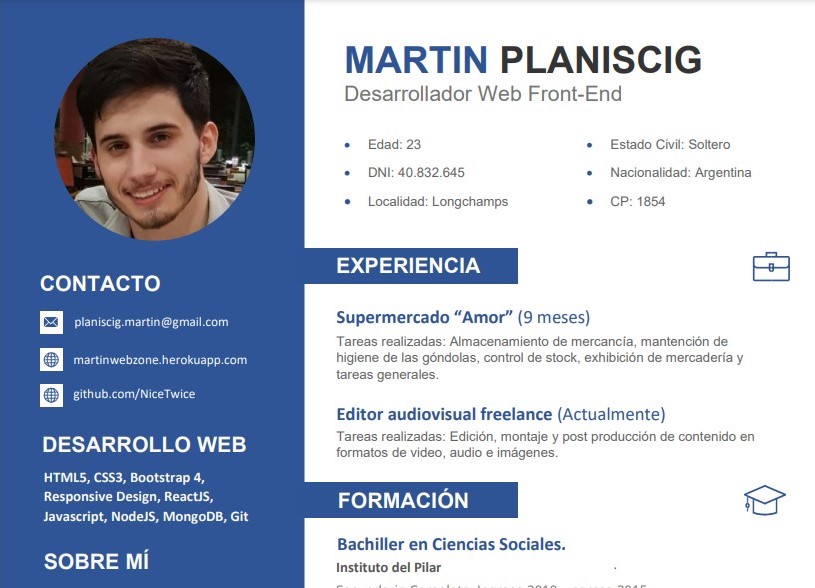 MARTIN PLANISCIG
Desarrollador Web Front-End
• Edad: 23
• DNI: 40.832.645
• Localidad: Longchamps
• Estado Civil: Soltero
• Nacionalidad: Argentina
• CP: 1854
CONTACTO
planiscig.martin@gmail.com
martinwebzone.herokuapp.com
github.com/NiceTwice
DESARROLLO WEB
HTML5, CSS3, Bootstrap 4,
Responsive Design, ReactJS,
Javascript, NodeJS, MongoDB, Git
SOBRE MÍ
EXPERIENCIA
Supermercado “Amor” (9 meses)
Tareas realizadas: Almacenamiento de mercancía, mantención de
higiene de las góndolas, control de stock, exhibición de mercadería y
tareas generales.
Editor audiovisual freelance (Actualmente)
Tareas realizadas: Edición, montaje y post producción de contenido en
formatos de video, audio e imágenes.
FORMACIÓN
Bachiller en Ciencias Sociales.
Instituto del Pilar